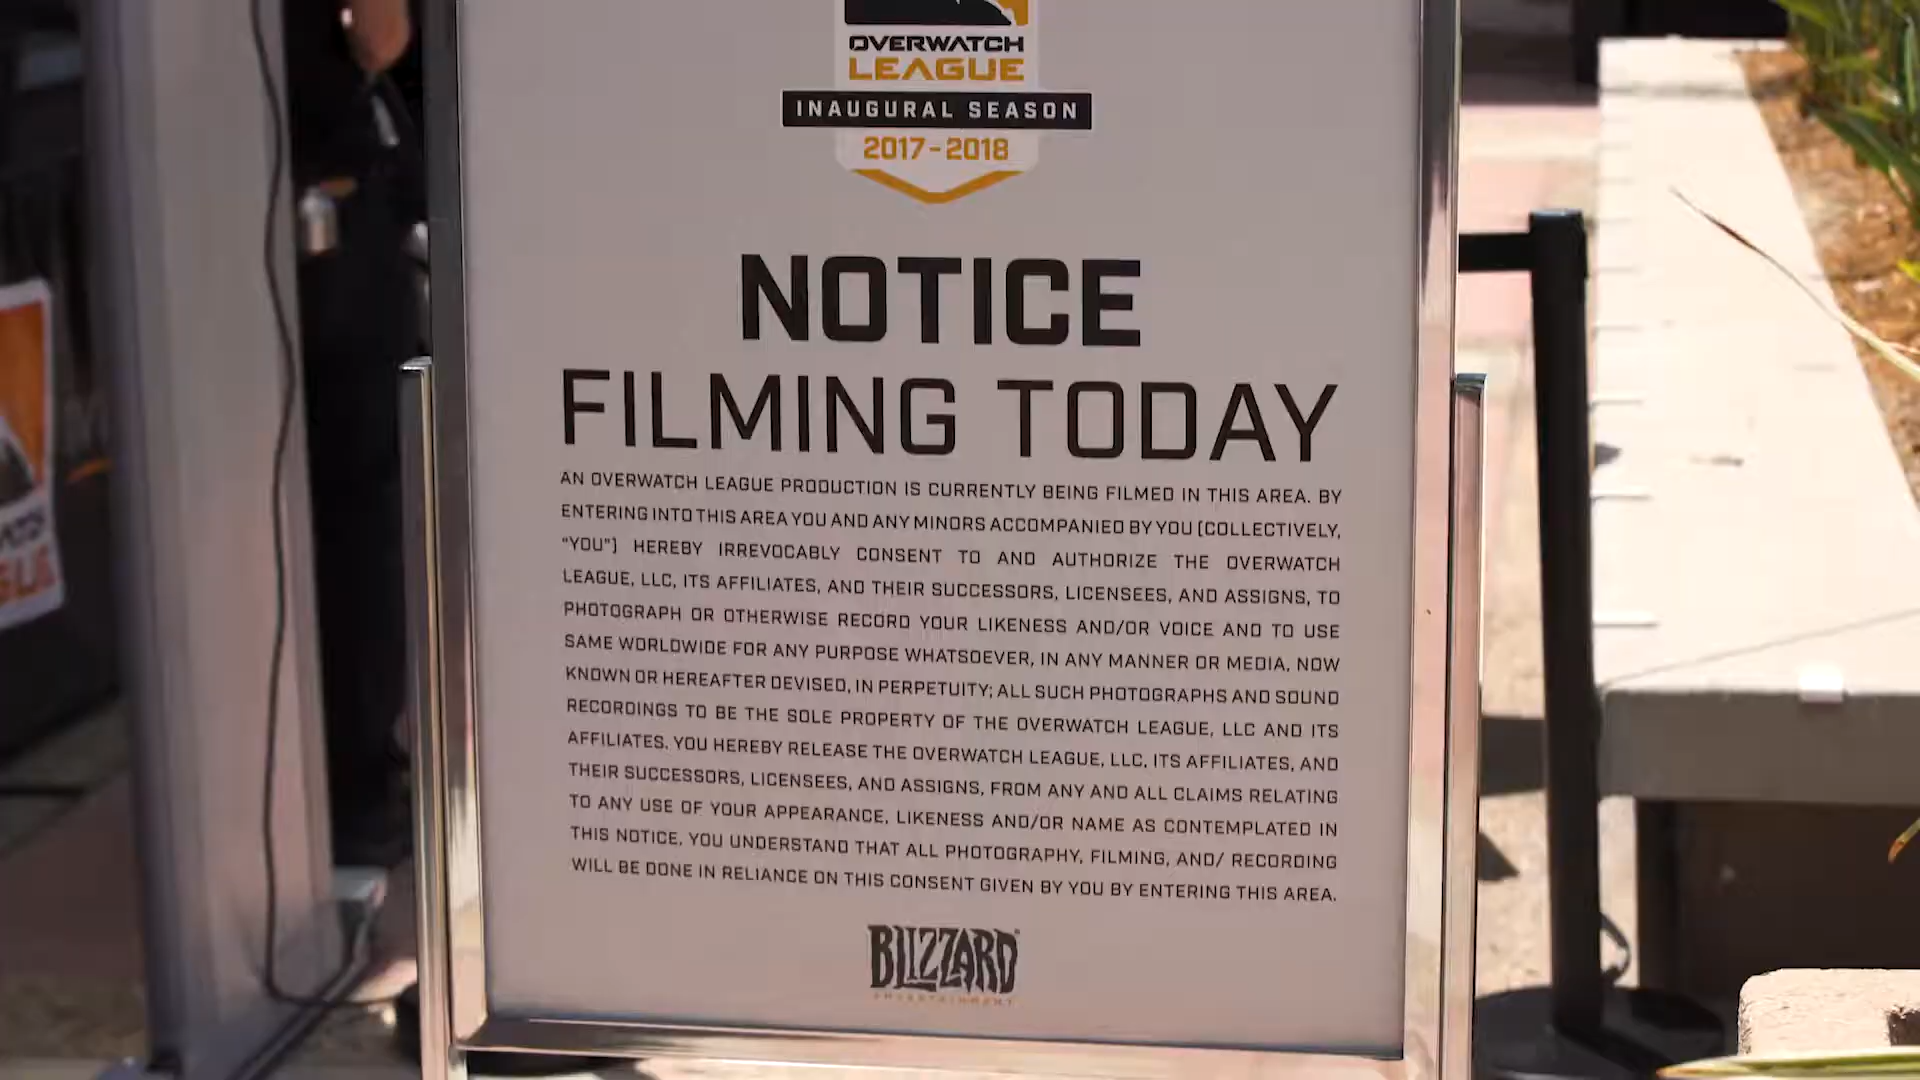 OVERWATCH
LEAGUE
INAUGURAL SEASON
2017-2018
NOTICE
FILMING TODAY
AN OVERWATCH LEAGUE PRODUCTION IS CURRENTLY BEING FILMED IN THIS AREA. BY
ENTERING INTO THIS AREA YOU AND ANY MINORS ACCOMPANIED BY YOU (COLLECTIVELY,
"YOU") HEREBY IRREVOCABLY CONSENT TO AND AUTHORIZE THE OVERWATCH
LEAGUE, LLC, ITS AFFILIATES, AND THEIR SUCCESSORS, LICENSEES, AND ASSIGNS, TO
PHOTOGRAPH OR OTHERWISE RECORD YOUR LIKENESS AND/OR VOICE AND TO USE
SAME WORLDWIDE FOR ANY PURPOSE WHATSOEVER, IN ANY MANNER OR MEDIA, NOW
KNOWN OR HEREAFTER DEVISED, IN PERPETUITY; ALL SUCH PHOTOGRAPHS AND SOUND
RECORDINGS TO BE THE SOLE PROPERTY OF THE OVERWATCH LEAGUE, LLC AND ITS
AFFILIATES. YOU HEREBY RELEASE THE OVERWATCH LEAGUE, LLC, ITS AFFILIATES, AND
THEIR SUCCESSORS, LICENSEES, AND ASSIGNS, FROM ANY AND ALL CLAIMS RELATING
TO ANY USE OF YOUR APPEARANCE, LIKENESS AND/OR NAME AS CONTEMPLATED IN
THIS NOTICE, YOU UNDERSTAND THAT ALL PHOTOGRAPHY, FILMING, AND/ RECORDING
WILL BE DONE IN RELIANCE ON THIS CONSENT GIVEN BY YOU BY ENTERING THIS AREA.
BLIZZARD
ENTERTAINMENT